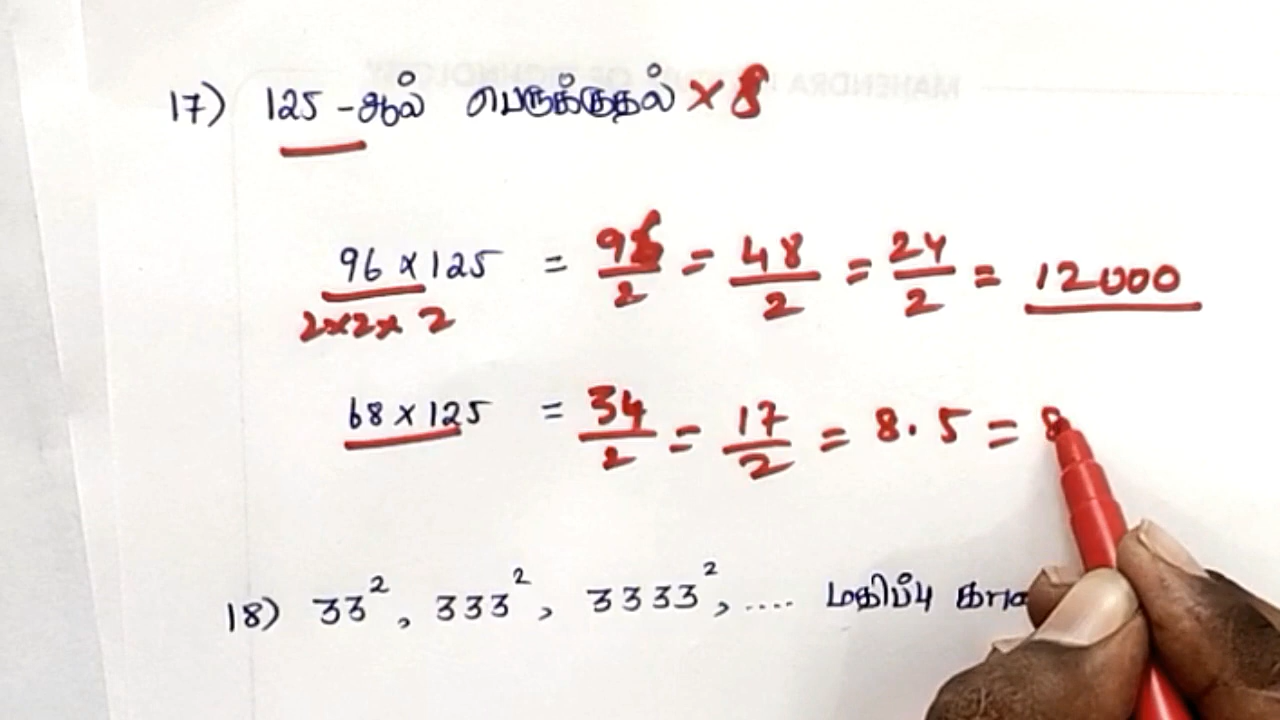 17) 125 -ஆல் பெருக்குதல் × 8
96 × 125 = 96/2 = 48/2 = 24/2 = 12000
2×2× 2
68 × 125 = 34/2 = 17/2 = 8.5 = 8
18) 33², 333², 3333², .... மதிப்பு